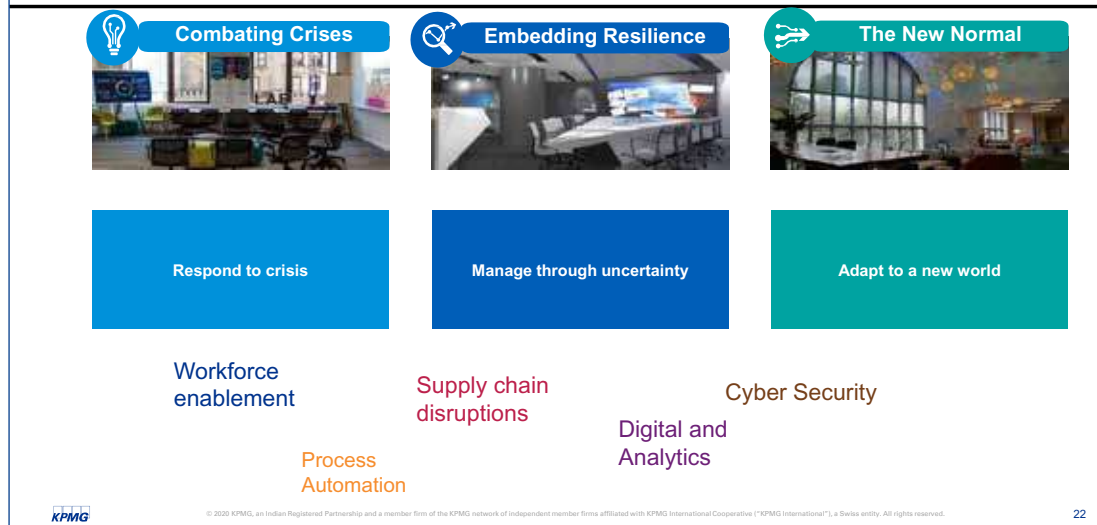 Combating Crises
Embedding Resilience
The New Normal
LAB
Respond to crisis
Manage through uncertainty
Adapt to a new world
Workforce
enablement
Supply chain
disruptions
Cyber Security
Digital and
Analytics
Process
Automation
KPMG
© 2020 KPMG, an Indian Registered Partnership and a member firm of the KPMG network of independent member firms affiliated with KPMG International Cooperative ("KPMG International"), a Swiss entity. All rights reserved.
22